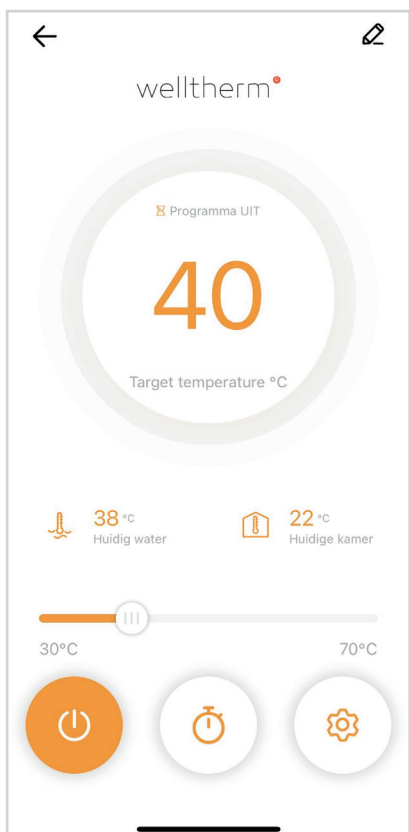 welltherm®
Programma UIT
40
Target temperature °C
38 °C
Huidig water
22 °C
Huidige kamer
30°C
70°C